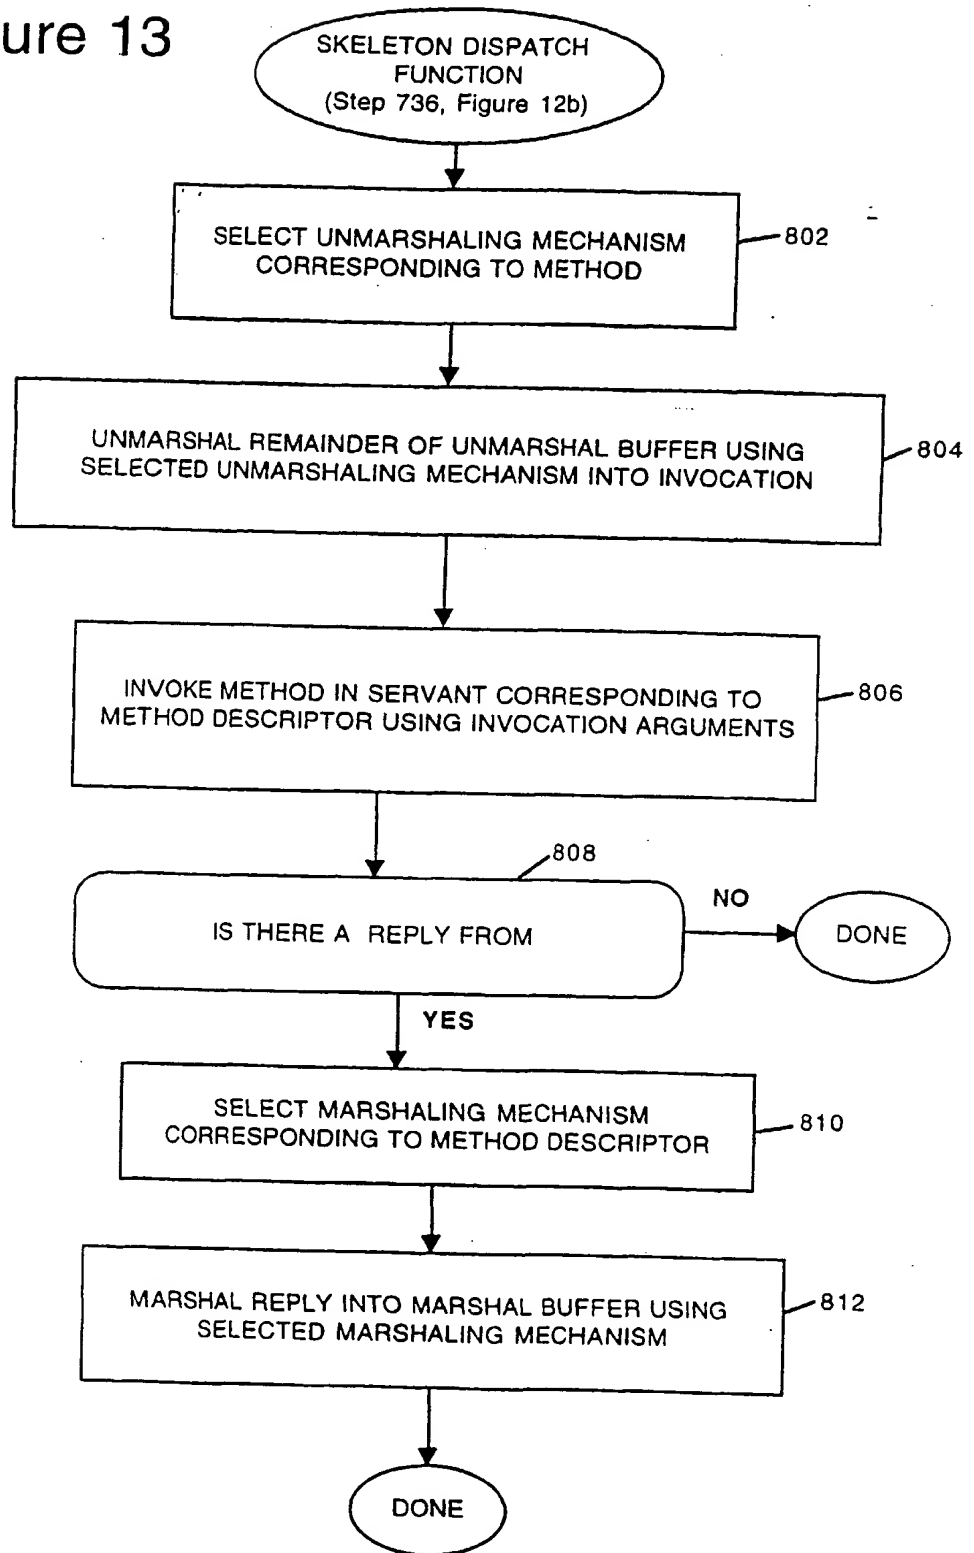 ure 13
SKELETON DISPATCH
FUNCTION
(Step 736, Figure 12b)
SELECT UNMARSHALING MECHANISM
CORRESPONDING TO METHOD
802
UNMARSHAL REMAINDER OF UNMARSHAL BUFFER USING
SELECTED UNMARSHALING MECHANISM INTO INVOCATION
804
INVOKE METHOD IN SERVANT CORRESPONDING TO
METHOD DESCRIPTOR USING INVOCATION ARGUMENTS
806
808
IS THERE A REPLY FROM
NO
DONE
YES
SELECT MARSHALING MECHANISM
CORRESPONDING TO METHOD DESCRIPTOR
810
MARSHAL REPLY INTO MARSHAL BUFFER USING
SELECTED MARSHALING MECHANISM
812
DONE